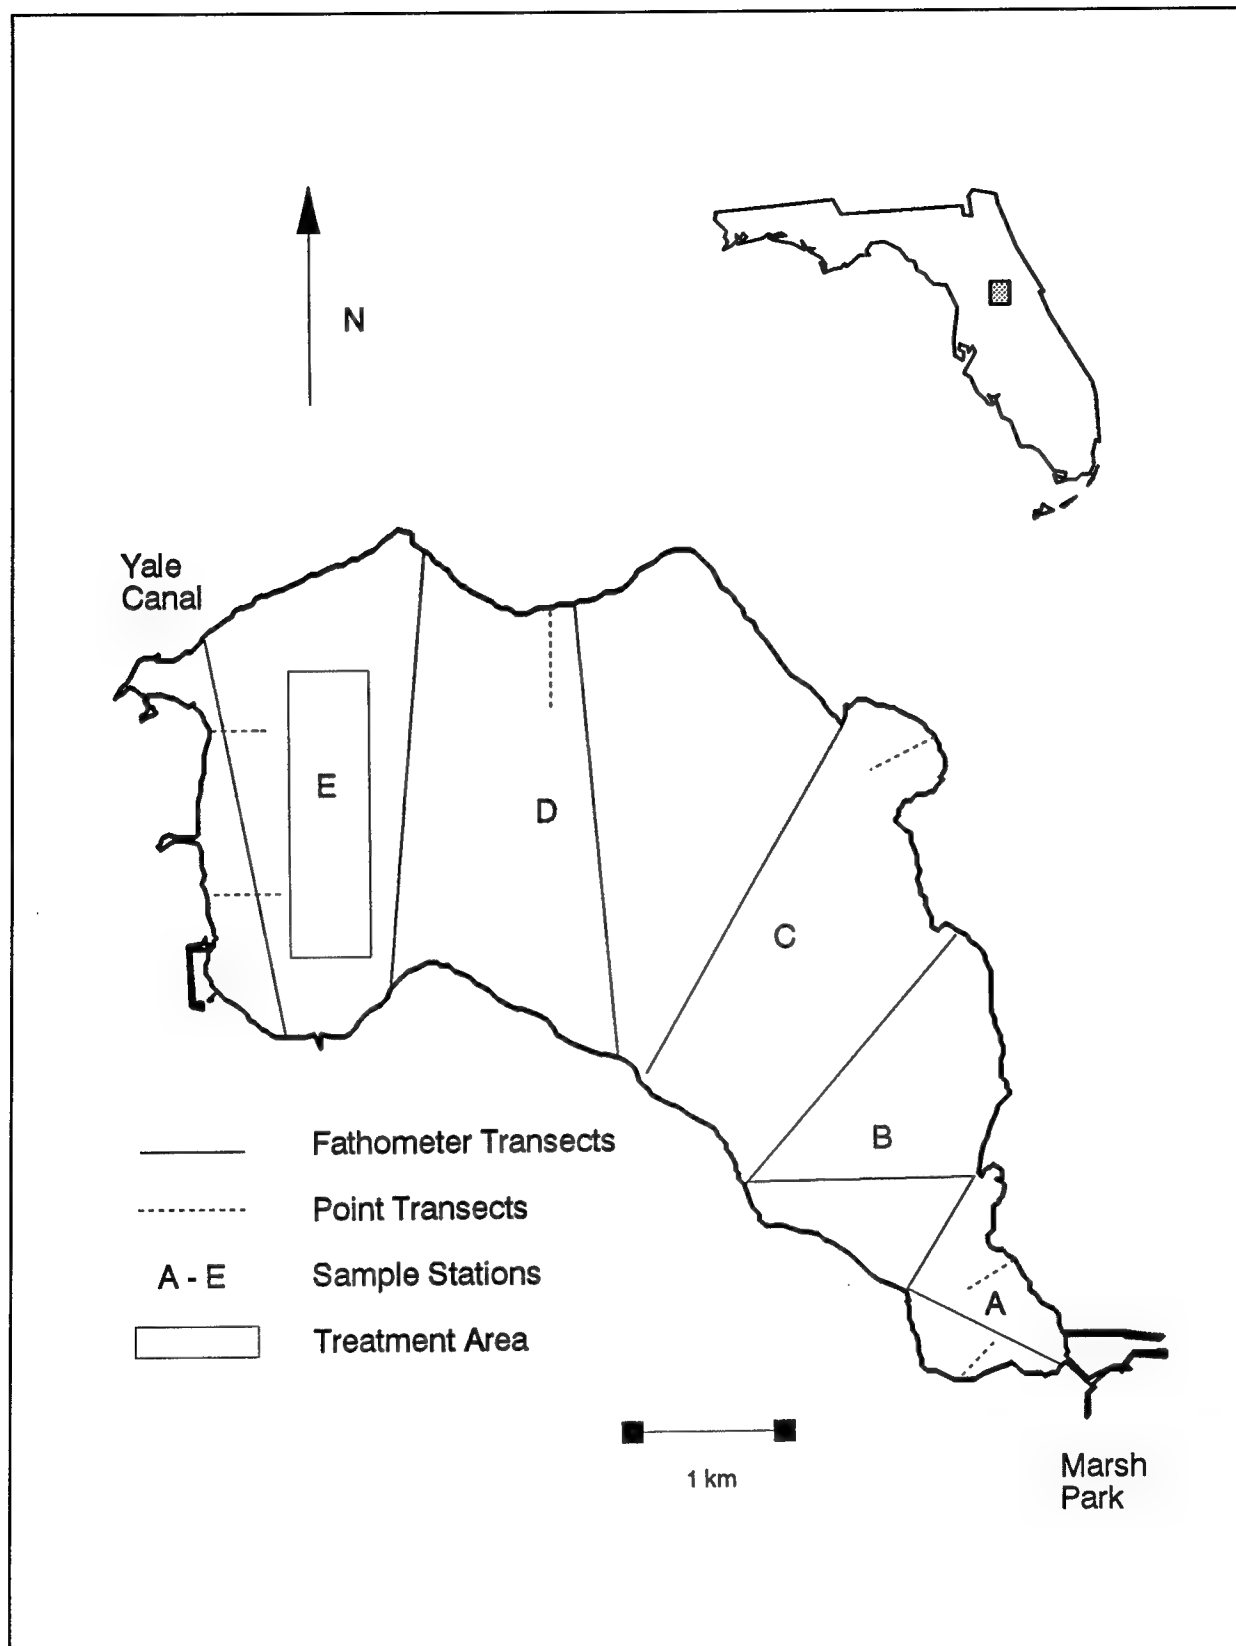 N
Yale
Canal
E
D
C
B
A
Fathometer Transects
Point Transects
A - E
Sample Stations
Treatment Area
1 km
Marsh
Park